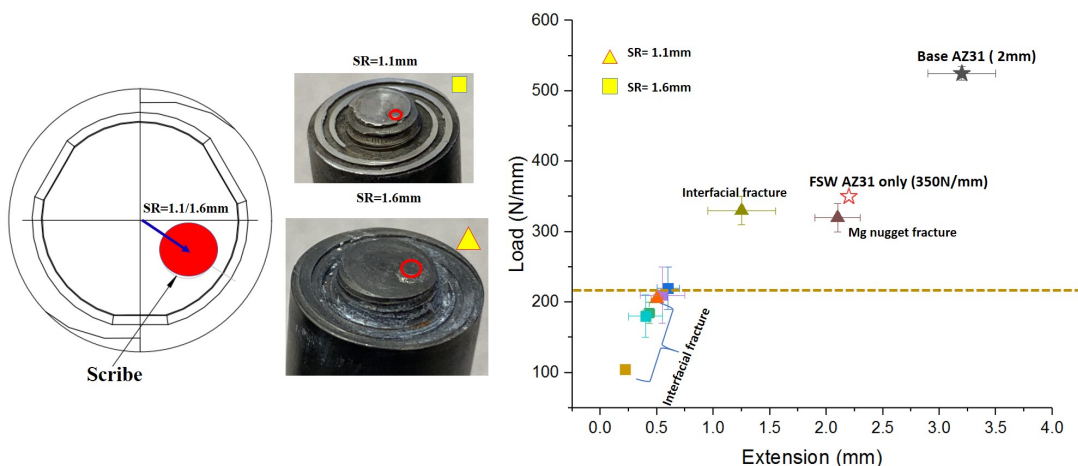 SR=1.1/1.6mm
Scribe
SR=1.1mm
SR=1.6mm
Load (N/mm)
600
500
400
300
200
100
SR= 1.1mm
SR= 1.6mm
Base AZ31 ( 2mm)
FSW AZ31 only (350N/mm)
Interfacial fracture
Mg nugget fracture
Interfacial fracture
0.0 0.5 1.0 1.5 2.0 2.5 3.0 3.5 4.0
Extension (mm)